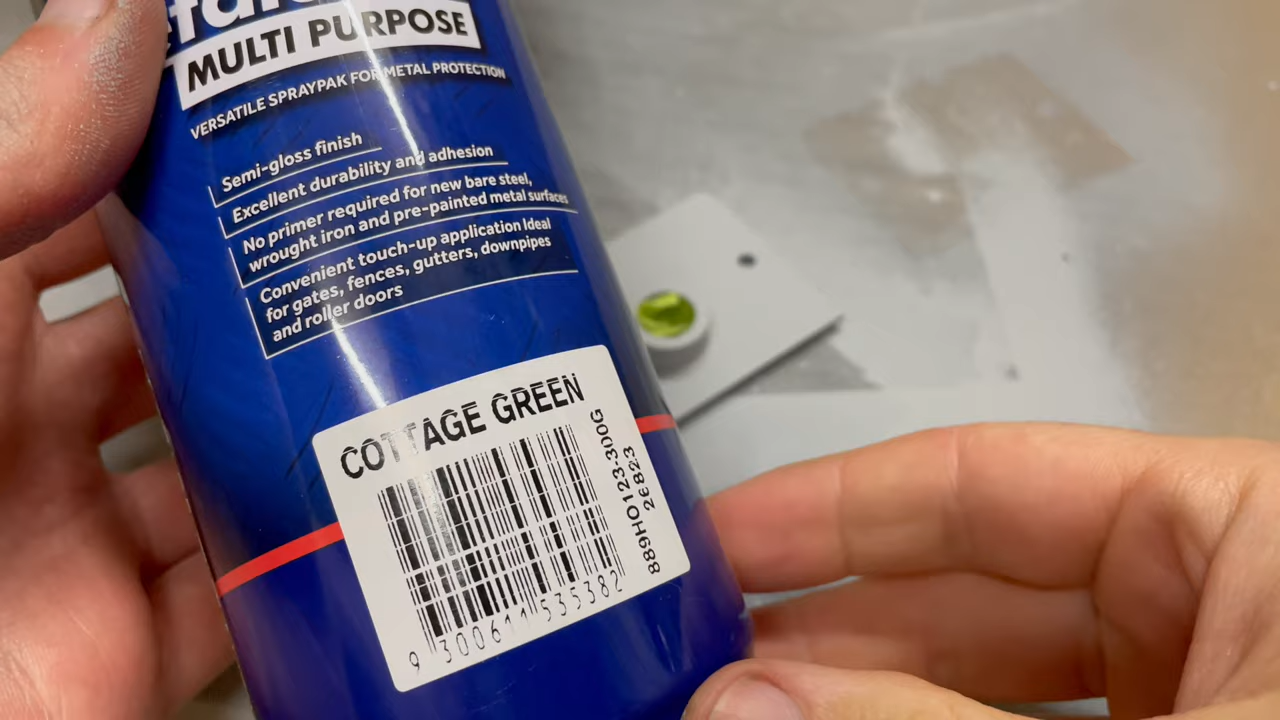 MULTI PURPOSE
VERSATILE SPRAYPAK FOR METAL PROTECTION
Semi-gloss finish
Excellent durability and adhesion
No primer required for new bare steel,
wrought iron and pre-painted metal surfaces
Convenient touch-up application Ideal
for gates, fences, gutters, downpipes
and roller doors
COTTAGE GREEN
889HO123-300G
2E823
9 300611 535382